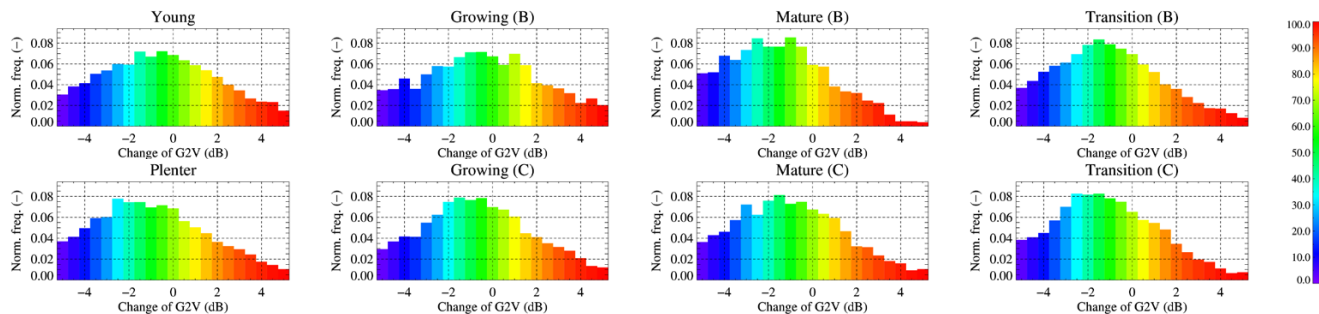 Young
Growing (B)
Mature (B)
Transition (B)
Norm. freq. (−)
0.08
0.06
0.04
0.02
0.00
−4 −2 0 2 4
Change of G2V (dB)
Norm. freq. (−)
0.08
0.06
0.04
0.02
0.00
−4 −2 0 2 4
Change of G2V (dB)
Norm. freq. (−)
0.08
0.06
0.04
0.02
0.00
−4 −2 0 2 4
Change of G2V (dB)
Norm. freq. (−)
0.08
0.06
0.04
0.02
0.00
−4 −2 0 2 4
Change of G2V (dB)
Plenter
Growing (C)
Mature (C)
Transition (C)
Norm. freq. (−)
0.08
0.06
0.04
0.02
0.00
−4 −2 0 2 4
Change of G2V (dB)
Norm. freq. (−)
0.08
0.06
0.04
0.02
0.00
−4 −2 0 2 4
Change of G2V (dB)
Norm. freq. (−)
0.08
0.06
0.04
0.02
0.00
−4 −2 0 2 4
Change of G2V (dB)
Norm. freq. (−)
0.08
0.06
0.04
0.02
0.00
−4 −2 0 2 4
Change of G2V (dB)
100.0
90.0
80.0
70.0
60.0
50.0
40.0
30.0
20.0
10.0
0.0